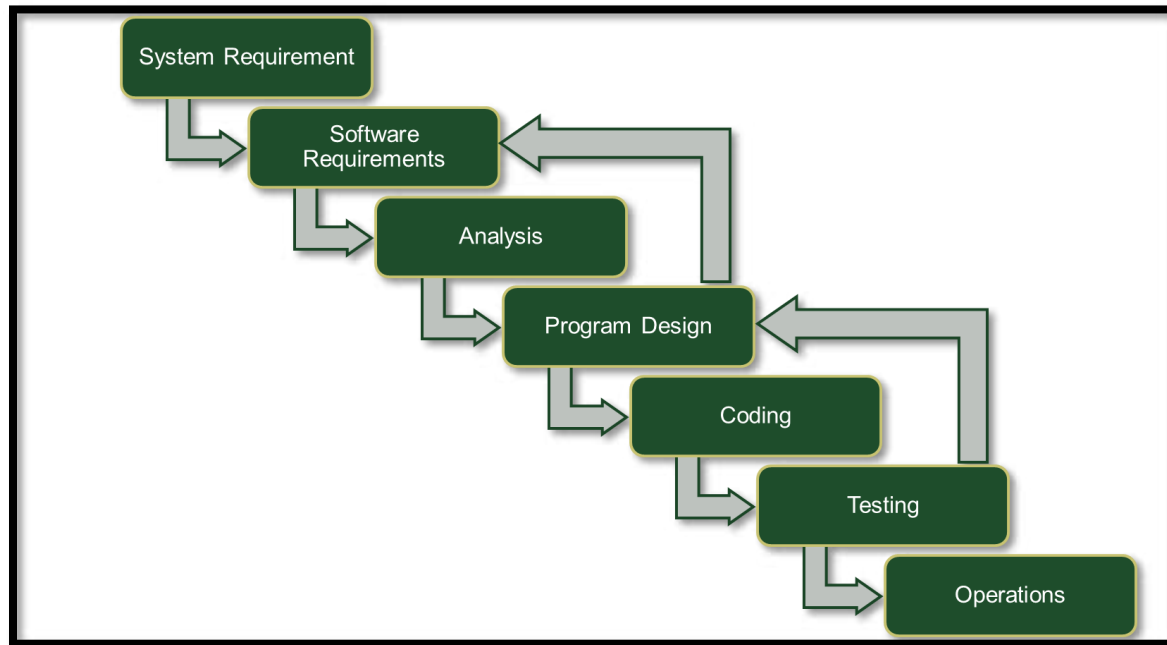 System Requirement
Software
Requirements
Analysis
Program Design
Coding
Testing
Operations